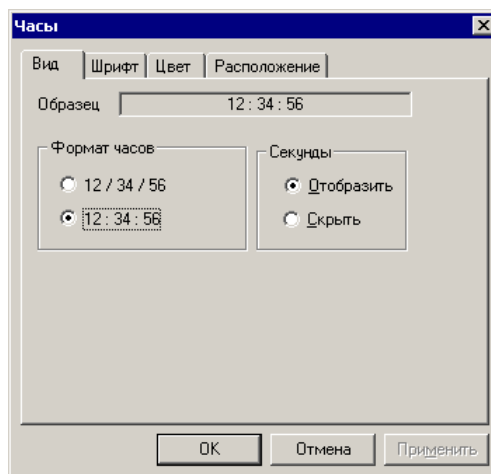 Часы
Вид Шрифт Цвет Расположение
Образец 12 : 34 : 56
Формат часов
12 / 34 / 56
12 : 34 : 56
Секунды
Отобразить
Скрыть
OK Отмена Применить